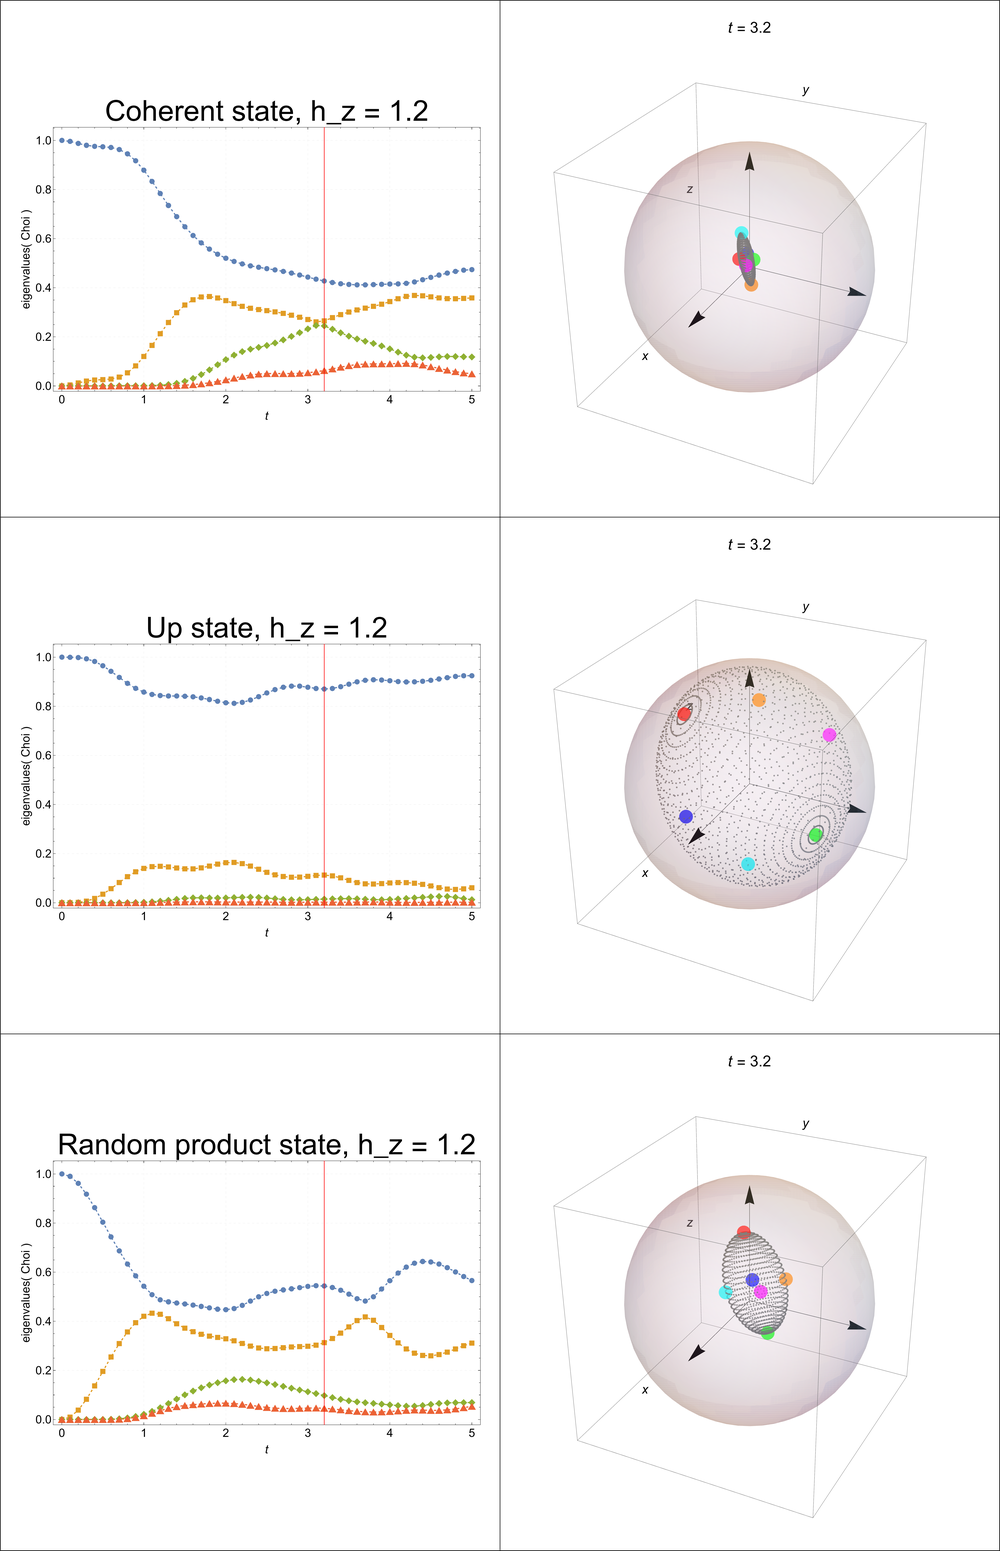 t = 3.2
Coherent state, h_z = 1.2
eigenvalues( Choi )
1.0
0.8
0.6
0.4
0.2
0.0
0 1 2 3 4 5
t
y
z
x
t = 3.2
Up state, h_z = 1.2
eigenvalues( Choi )
1.0
0.8
0.6
0.4
0.2
0.0
0 1 2 3 4 5
t
y
x
t = 3.2
Random product state, h_z = 1.2
eigenvalues( Choi )
1.0
0.8
0.6
0.4
0.2
0.0
0 1 2 3 4 5
t
y
z
x